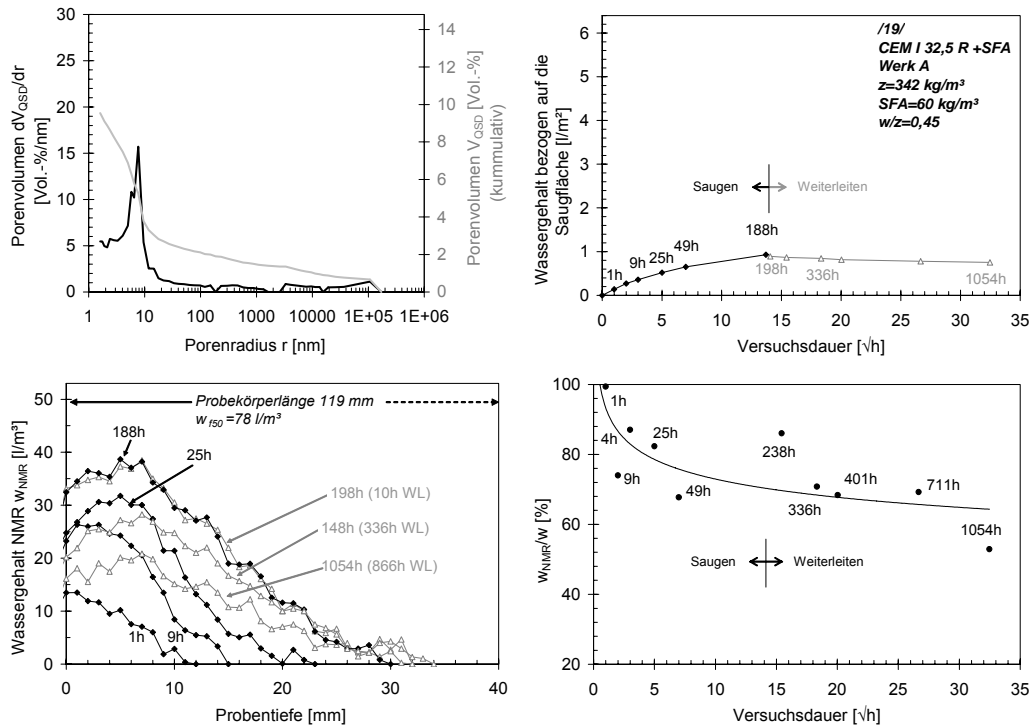 30
25
20
15
10
5
0
Porenvolumen dV_QSD/dr
[Vol.-%/nm]
14
12
10
8
6
4
2
0
Porenvolumen V_QSD [Vol.-%]
(kummulativ)
1 10 100 1000 10000 1E+05 1E+06
Porenradius r [nm]
6
5
4
3
2
1
0
Wassergehalt bezogen auf die
Saugfläche [l/m²]
/19/
CEM I 32,5 R +SFA
Werk A
z=342 kg/m³
SFA=60 kg/m³
w/z=0,45
Saugen Weiterleiten
1h 9h 25h 49h 188h
198h 336h 1054h
0 5 10 15 20 25 30 35
Versuchsdauer [√h]
50
40
30
20
10
0
Wassergehalt NMR w_NMR [l/m³]
Probekörperlänge 119 mm
w_f50 =78 l/m³
188h
25h
198h (10h WL)
148h (336h WL)
1054h (866h WL)
1h 9h
0 10 20 30 40
Probentiefe [mm]
100
80
60
40
20
w_NMR/w [%]
1h
4h
25h
9h
49h
238h
336h
401h
711h
1054h
Saugen Weiterleiten
0 5 10 15 20 25 30 35
Versuchsdauer [√h]